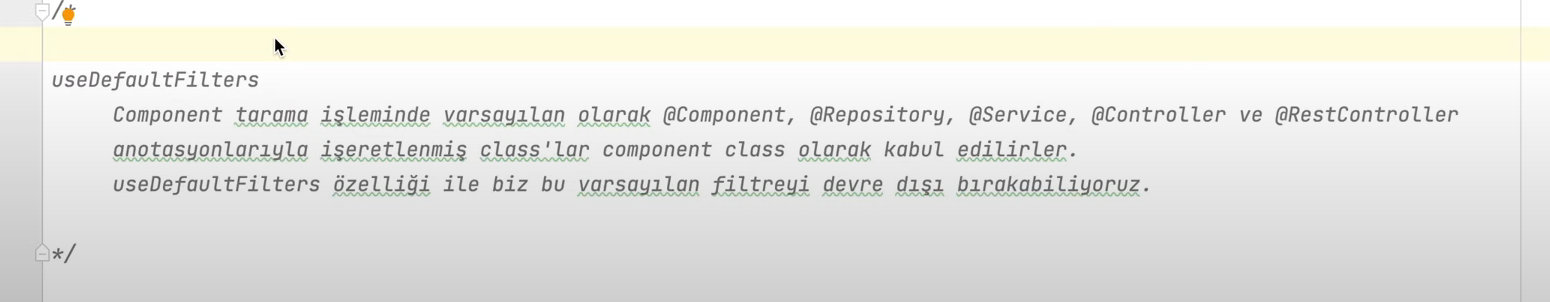 /*
useDefaultFilters
Component tarama işleminde varsayılan olarak @Component, @Repository, @Service, @Controller ve @RestController
anotasyonlarıyla işeretlenmiş class'lar component class olarak kabul edilirler.
useDefaultFilters özelliği ile biz bu varsayılan filtreyi devre dışı bırakabiliyoruz.
*/